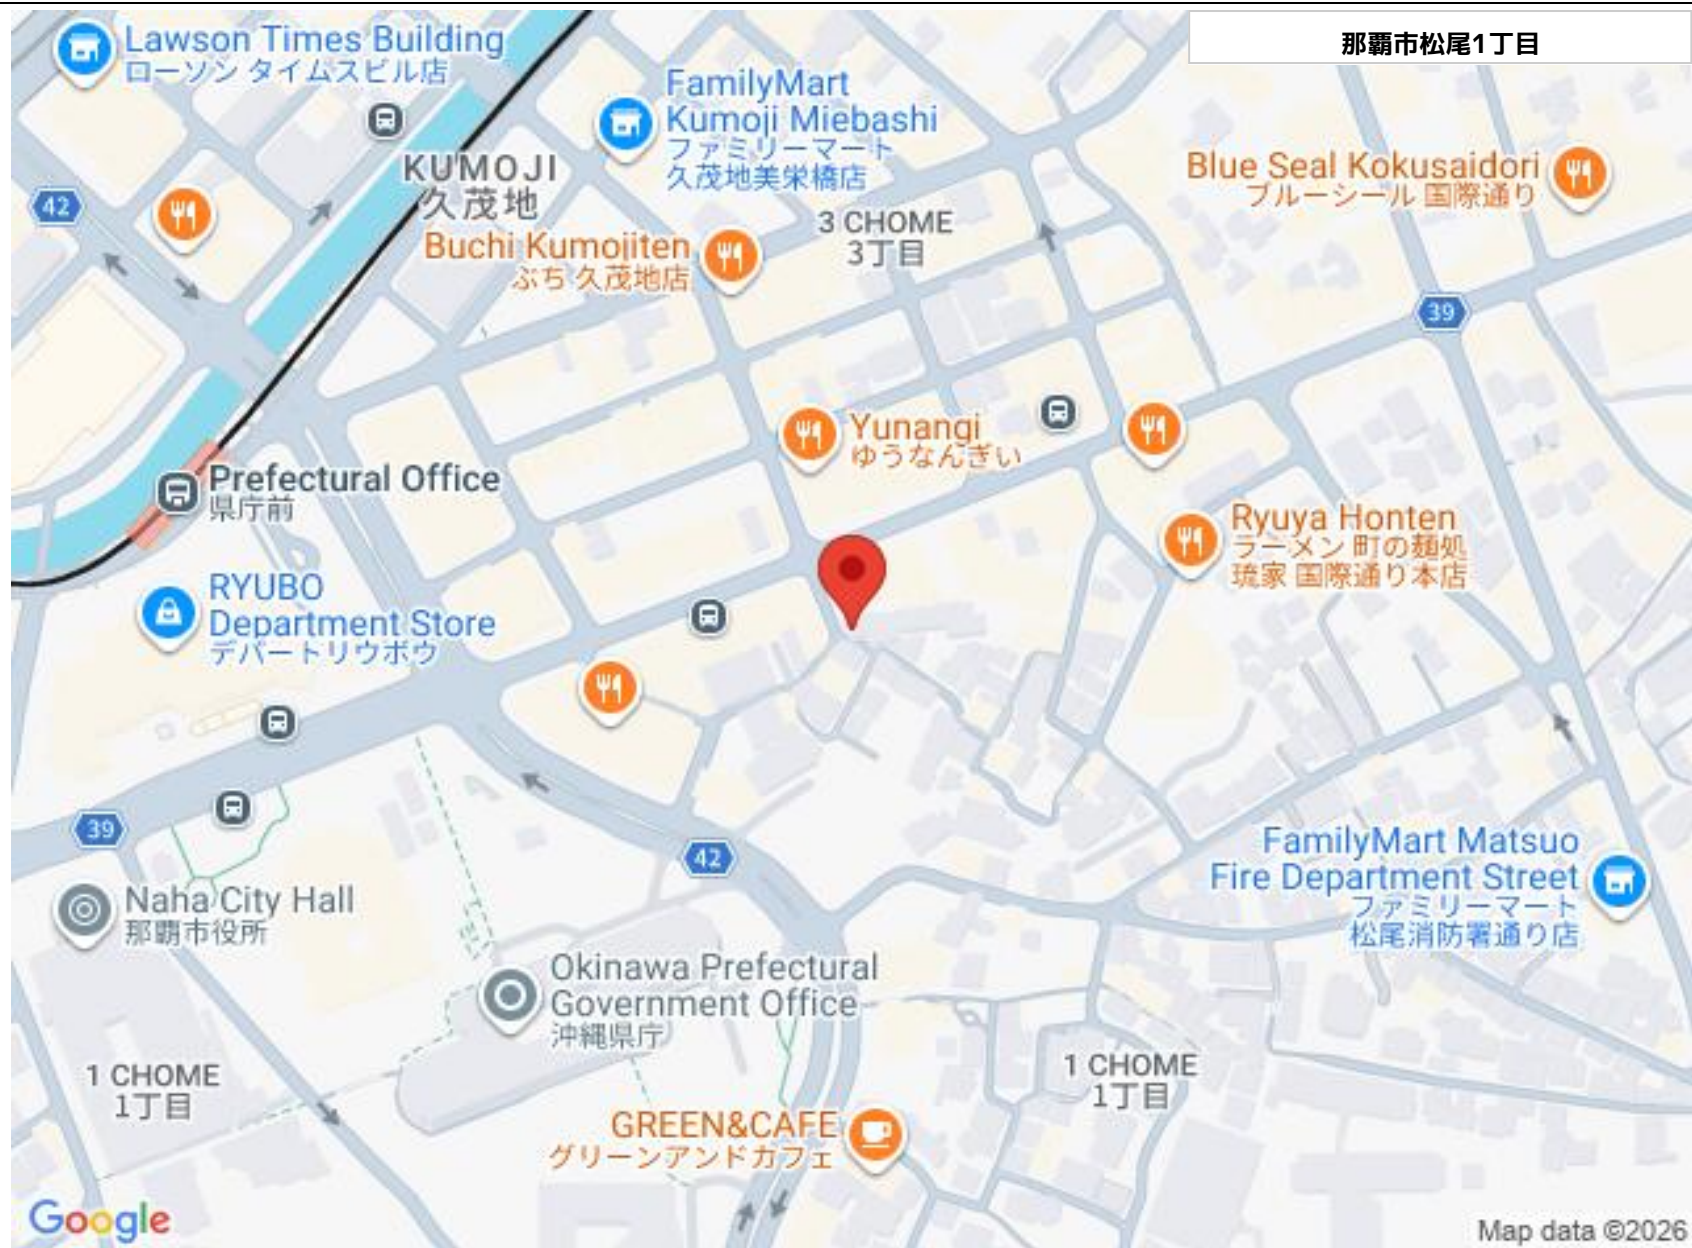 那覇市松尾1丁目
Lawson Times Building
ローソン タイムスビル店
FamilyMart
Kumoji Miebashi
ファミリーマート
久茂地美栄橋店
KUMOJI
久茂地
Blue Seal Kokusaidori
ブルーシール 国際通り
42
3 CHOME
3丁目
Buchi Kumojiten
ぶち 久茂地店
39
Yunangi
ゆうなんぎい
Prefectural Office
県庁前
Ryuya Honten
ラーメン 町の麺処
琉家 国際通り本店
RYUBO
Department Store
デパートリウボウ
39
42
FamilyMart Matsuo
Fire Department Street
ファミリーマート
松尾消防署通り店
Naha City Hall
那覇市役所
Okinawa Prefectural
Government Office
沖縄県庁
1 CHOME
1丁目
1 CHOME
1丁目
GREEN&CAFE
グリーンアンドカフェ
Google
Map data ©2026